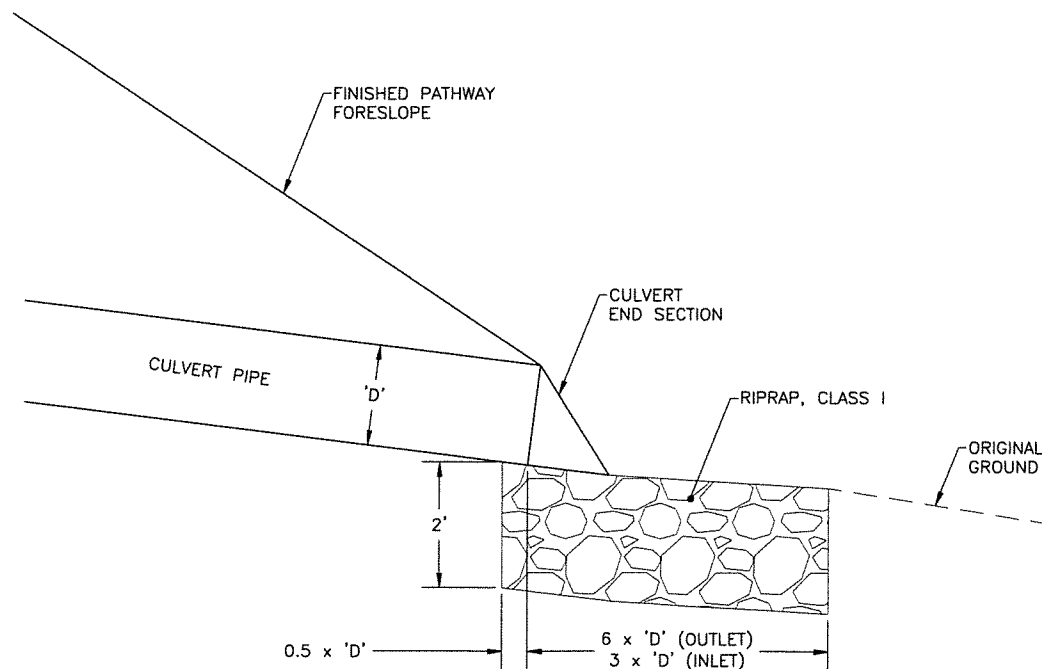 FINISHED PATHWAY
FORESLOPE
CULVERT
END SECTION
CULVERT PIPE
'D'
RIPRAP, CLASS I
ORIGINAL
GROUND
2'
0.5 x 'D'
6 x 'D' (OUTLET)
3 x 'D' (INLET)